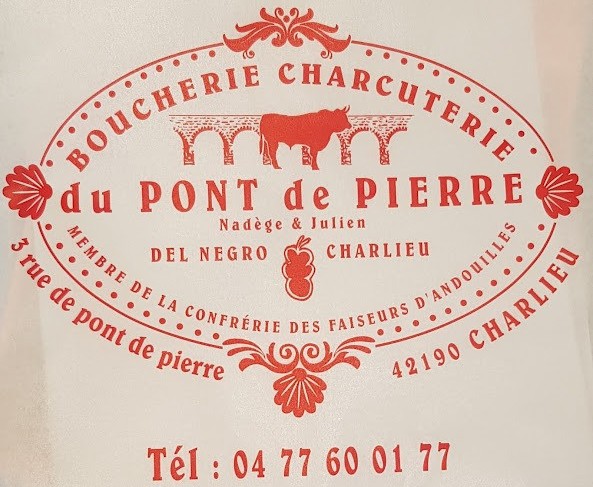 BOUCHERIE CHARCUTERIE
du PONT de PIERRE
Nadège & Julien
DEL NEGRO CHARLIEU
MEMBRE DE LA CONFRÉRIE DES FAISEURS D'ANDOUILLES
3 rue de pont de pierre 42190 CHARLIEU
Tél : 04 77 60 01 77